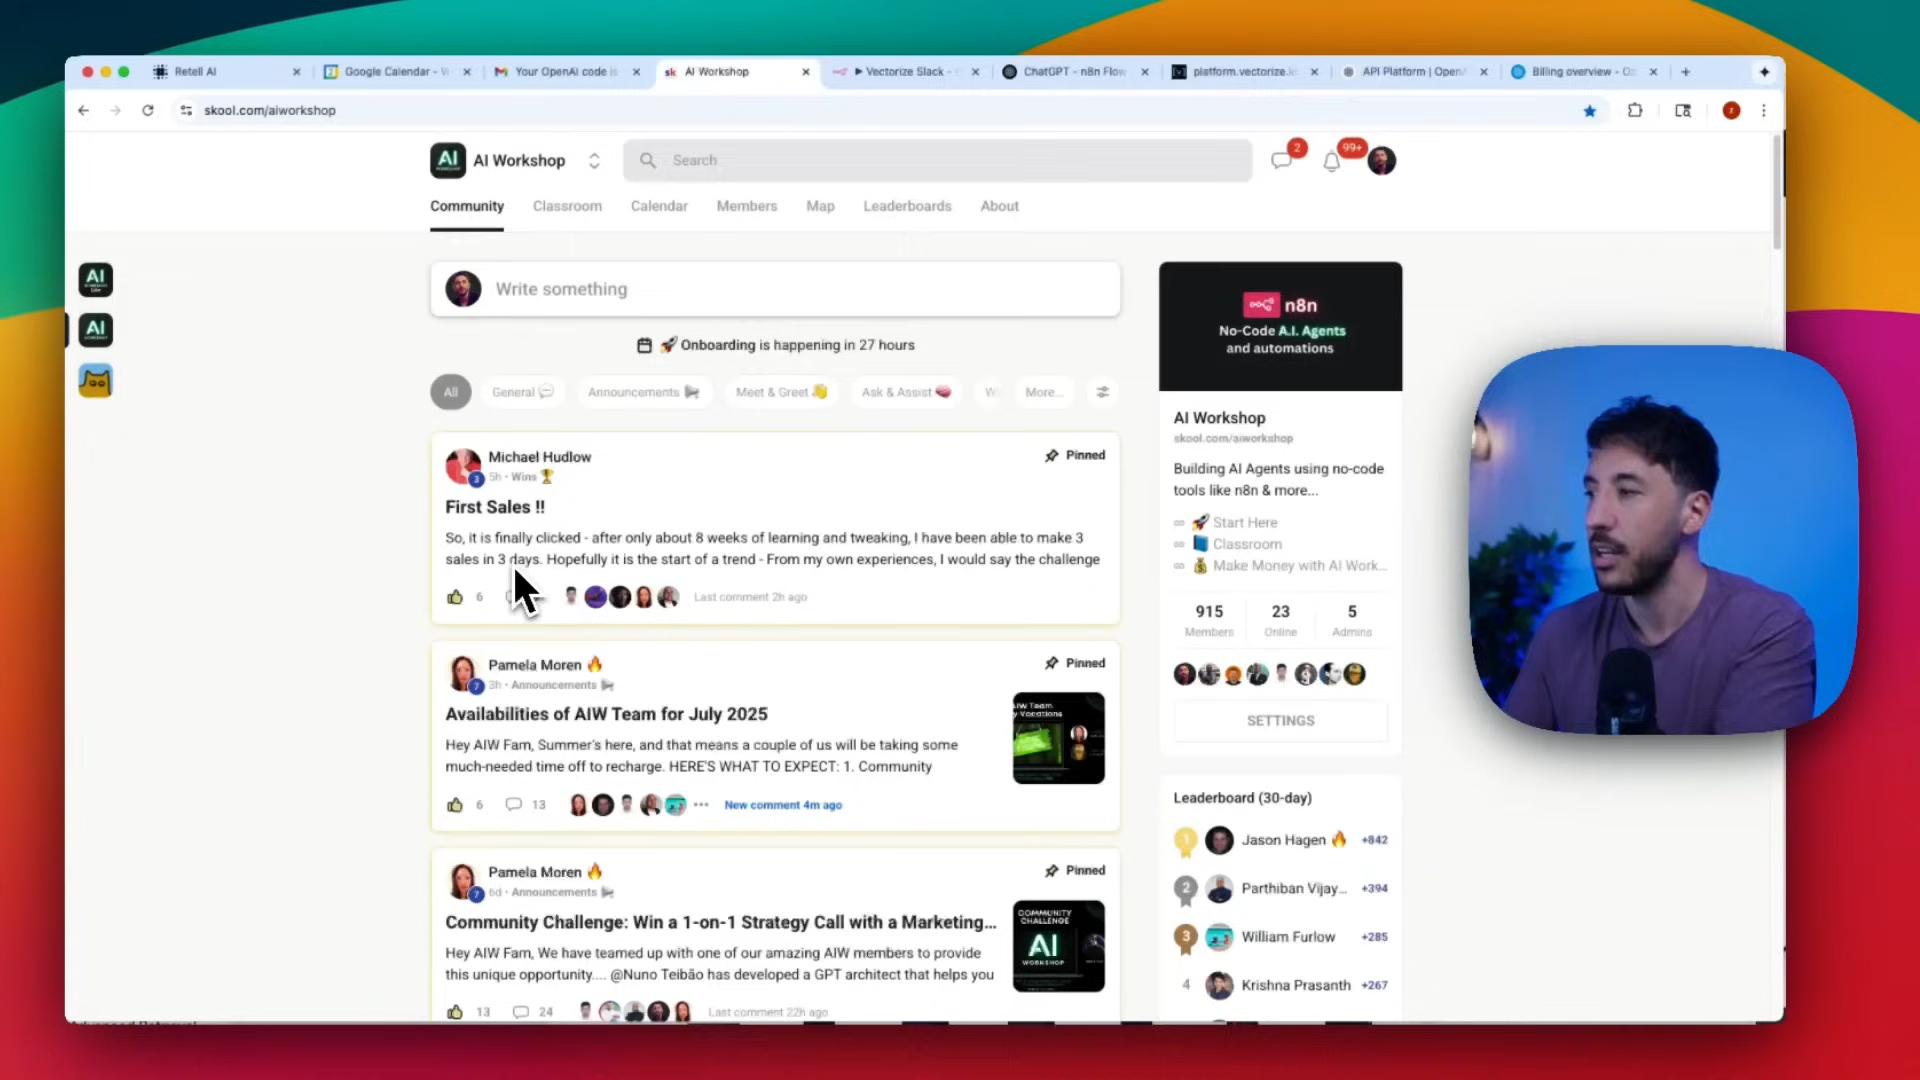 Retell AI
Google Calendar - W
Your OpenAI code is
sk AI Workshop
Vectorize Slack -
ChatGPT - n8n Flow
platform.vectorize.io
API Platform | OpenA
Billing overview - O
skool.com/aiworkshop
AI AI Workshop
Search
2
99+
Community Classroom Calendar Members Map Leaderboards About
AI
AI
Write something
Onboarding is happening in 27 hours
All General Announcements Meet & Greet Ask & Assist More...
Michael Hudlow
Pinned
3 5h · Wins
First Sales !!
So, it is finally clicked - after only about 8 weeks of learning and tweaking, I have been able to make 3
sales in 3 days. Hopefully it is the start of a trend - From my own experiences, I would say the challenge
6 Last comment 2h ago
Pamela Moren
Pinned
7 3h · Announcements
Availabilities of AIW Team for July 2025
Hey AIW Fam, Summer's here, and that means a couple of us will be taking some
much-needed time off to recharge. HERE'S WHAT TO EXPECT: 1. Community
6 13 New comment 4m ago
Pamela Moren
Pinned
7 6d · Announcements
Community Challenge: Win a 1-on-1 Strategy Call with a Marketing...
Hey AIW Fam, We have teamed up with one of our amazing AIW members to provide
this unique opportunity.... @Nuno Teibão has developed a GPT architect that helps you
COMMUNITY
CHALLENGE
AI
WORKSHOP
13 24 Last comment 22h ago
n8n
No-Code A.I. Agents
and automations
AI Workshop
skool.com/aiworkshop
Building AI Agents using no-code
tools like n8n & more...
Start Here
Classroom
Make Money with AI Work...
915 23 5
Members Online Admins
SETTINGS
Leaderboard (30-day)
1 Jason Hagen +842
2 Parthiban Vijay... +394
3 William Furlow +285
4 Krishna Prasanth +267